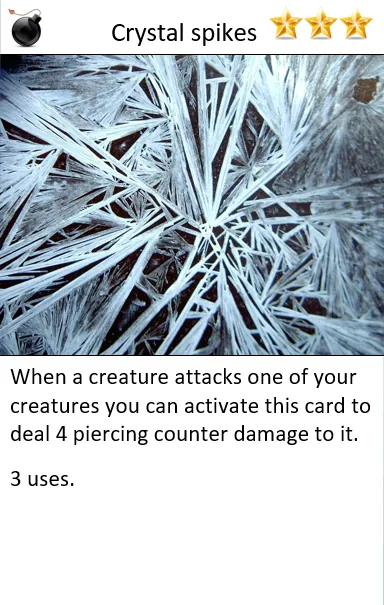 Crystal spikes
When a creature attacks one of your
creatures you can activate this card to
deal 4 piercing counter damage to it.
3 uses.